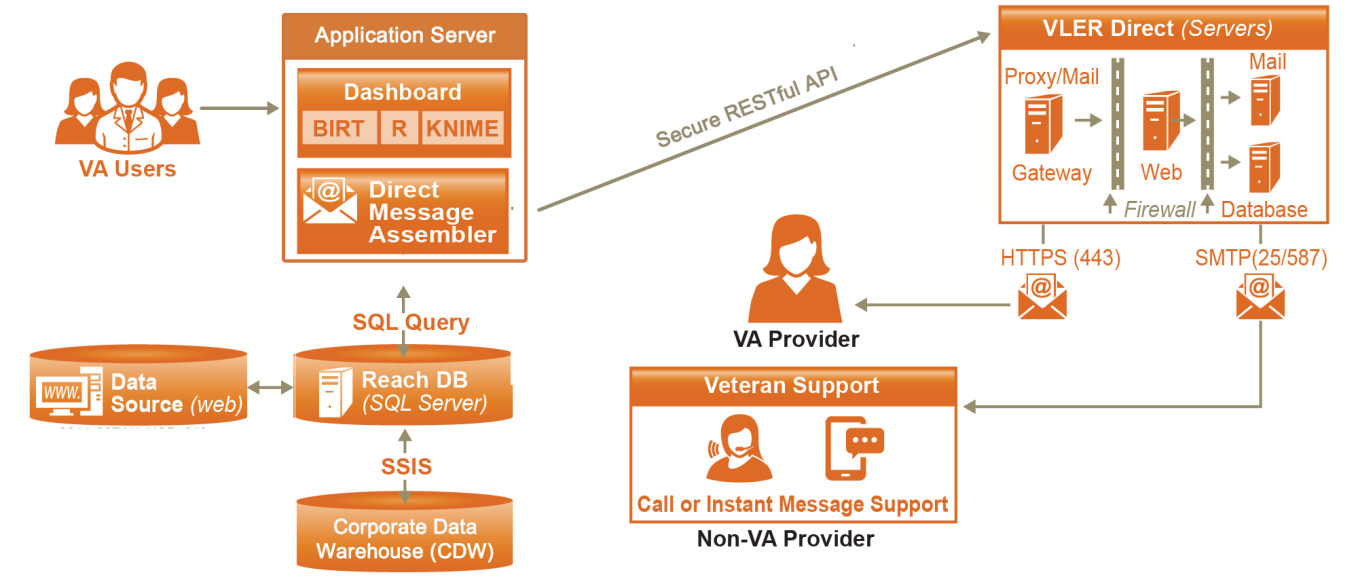 Application Server
Dashboard
BIRT R KNIME
Direct
Message
Assembler
VA Users
Secure RESTful API
VLER Direct (Servers)
Proxy/Mail
Gateway
Web
Mail
Database
Firewall
HTTPS (443)
SMTP(25/587)
VA Provider
SQL Query
WWW.
Data
Source (web)
Reach DB
(SQL Server)
SSIS
Corporate Data
Warehouse (CDW)
Veteran Support
Call or Instant Message Support
Non-VA Provider